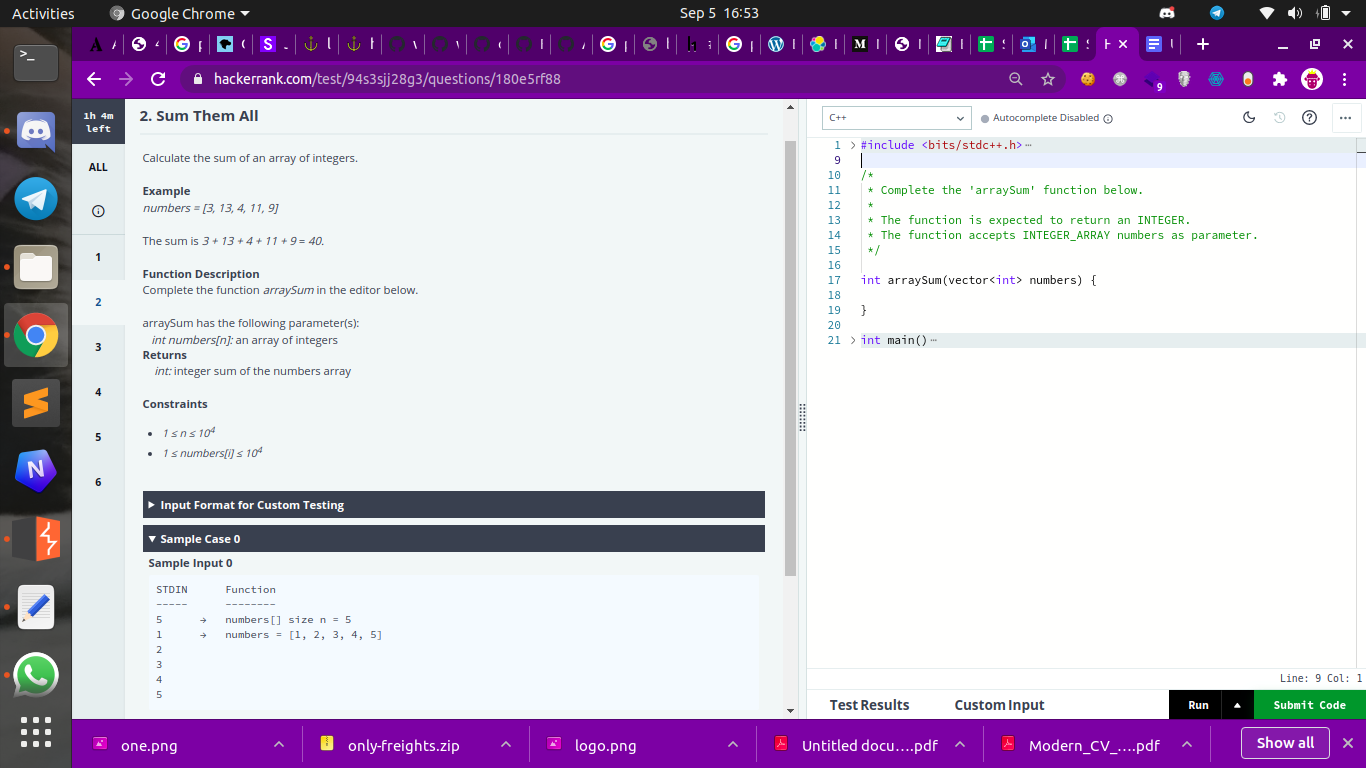 Activities
Google Chrome
Sep 5 16:53
hackerrank.com/test/94s3sjj28g3/questions/180e5rf88
9
1h 4m
left
ALL
1
2
3
4
5
6
2. Sum Them All
Calculate the sum of an array of integers.
Example
numbers = [3, 13, 4, 11, 9]
The sum is 3 + 13 + 4 + 11 + 9 = 40.
Function Description
Complete the function arraySum in the editor below.
arraySum has the following parameter(s):
int numbers[n]: an array of integers
Returns
int: integer sum of the numbers array
Constraints
• 1 ≤ n ≤ 10⁴
• 1 ≤ numbers[i] ≤ 10⁴
Input Format for Custom Testing
Sample Case 0
Sample Input 0
STDIN Function
----- --------
5 → numbers[] size n = 5
1 → numbers = [1, 2, 3, 4, 5]
2
3
4
5
C++
Autocomplete Disabled
1 #include <bits/stdc++.h>
9
10 /*
11 * Complete the 'arraySum' function below.
12 *
13 * The function is expected to return an INTEGER.
14 * The function accepts INTEGER_ARRAY numbers as parameter.
15 */
16
17 int arraySum(vector<int> numbers) {
18
19 }
20
21 int main()
Line: 9 Col: 1
Test Results
Custom Input
Run
Submit Code
one.png
only-freights.zip
logo.png
Untitled docu....pdf
Modern_CV_....pdf
Show all